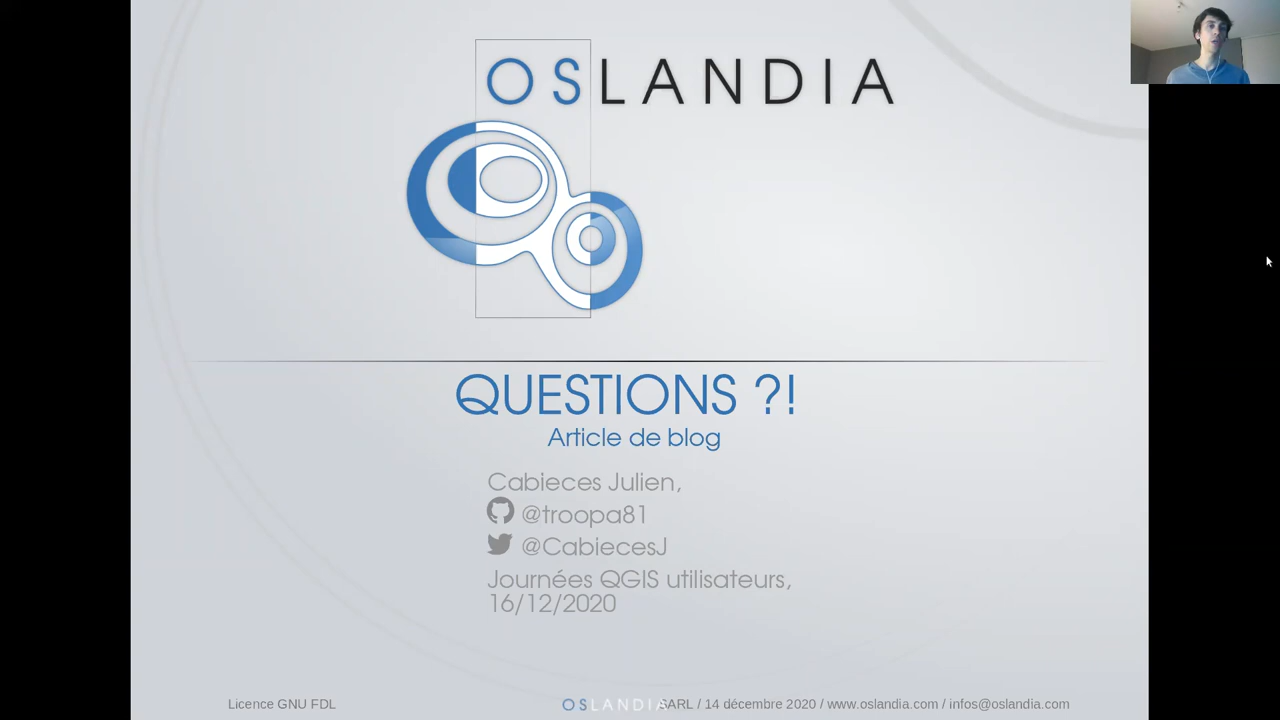 OSLANDIA
QUESTIONS ?!
Article de blog
Cabieces Julien,
@troopa81
@CabiecesJ
Journées QGIS utilisateurs,
16/12/2020
Licence GNU FDL
OSLANDIA SARL / 14 décembre 2020 / www.oslandia.com / infos@oslandia.com